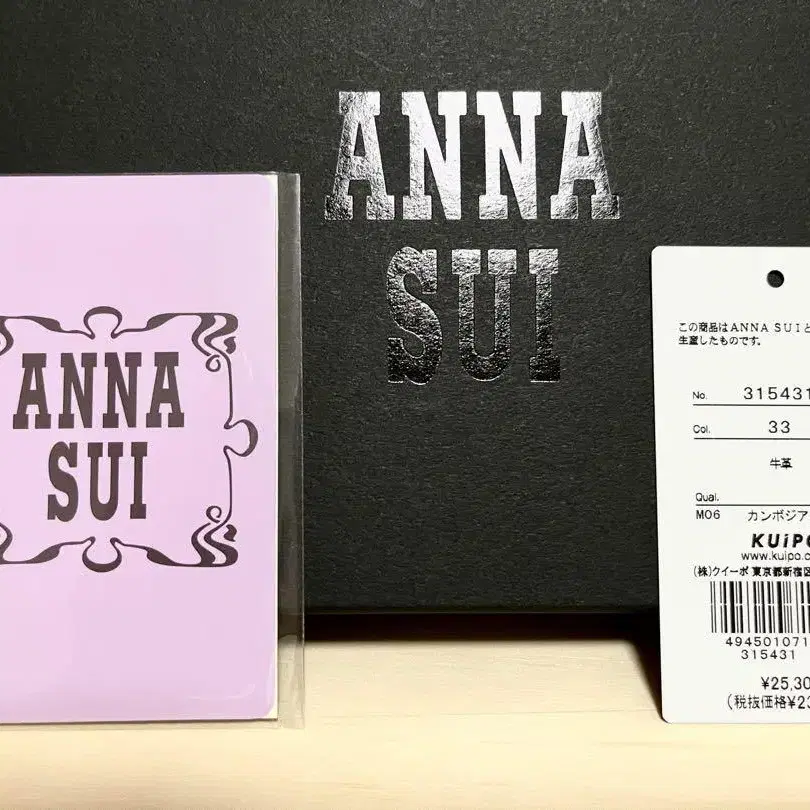 ANNA
SUI
ANNA
SUI
この商品はANNA SUIと
生産したものです。
No. 315431
Col. 33
牛革
Qual.
M06 カンボジア
KUiPO
www.kuipo.c
(株)クイーポ 東京都新宿区
494501071
315431
¥25,30
(税抜価格¥23